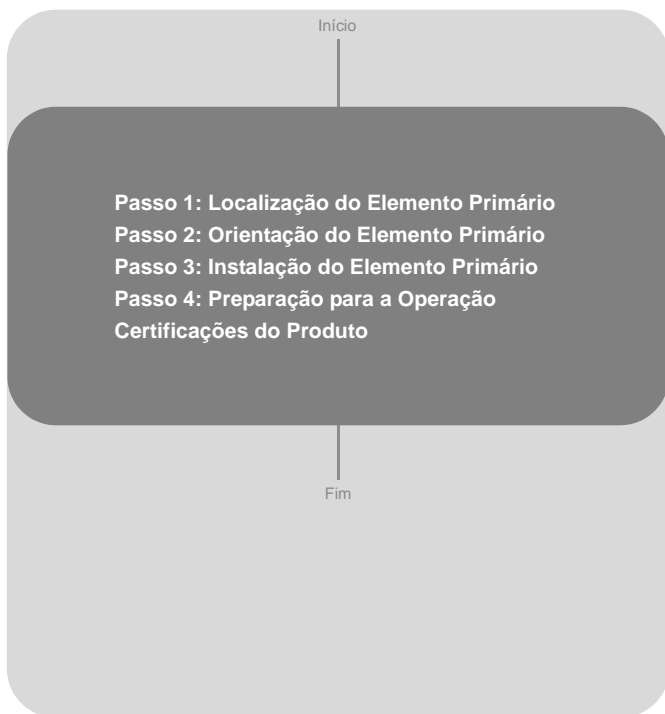 Início
Passo 1: Localização do Elemento Primário
Passo 2: Orientação do Elemento Primário
Passo 3: Instalação do Elemento Primário
Passo 4: Preparação para a Operação
Certificações do Produto
Fim